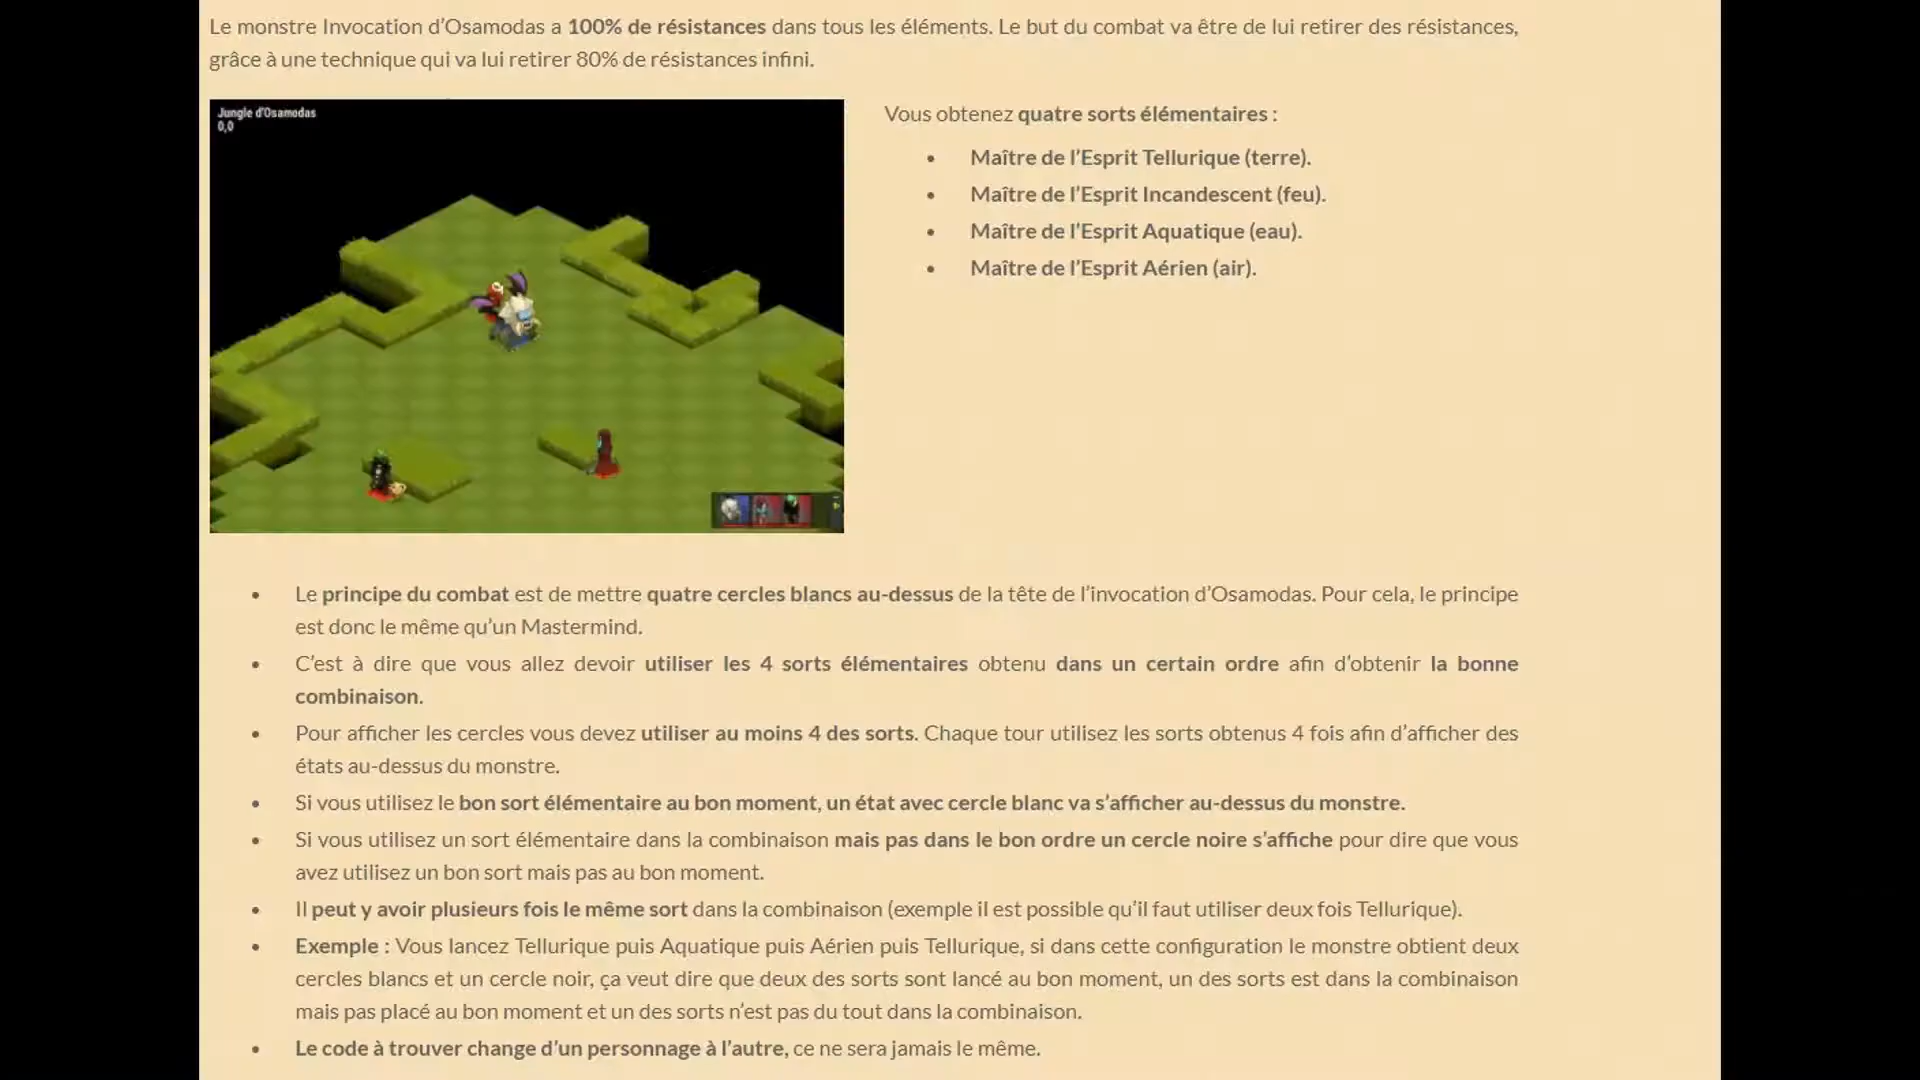 Le monstre Invocation d’Osamodas a 100% de résistances dans tous les éléments. Le but du combat va être de lui retirer des résistances,
grâce à une technique qui va lui retirer 80% de résistances infini.
Jungle d'Osamodas
0,0
Vous obtenez quatre sorts élémentaires :
• Maître de l’Esprit Tellurique (terre).
• Maître de l’Esprit Incandescent (feu).
• Maître de l’Esprit Aquatique (eau).
• Maître de l’Esprit Aérien (air).
• Le principe du combat est de mettre quatre cercles blancs au-dessus de la tête de l’invocation d’Osamodas. Pour cela, le principe
est donc le même qu’un Mastermind.
• C’est à dire que vous allez devoir utiliser les 4 sorts élémentaires obtenu dans un certain ordre afin d’obtenir la bonne
combinaison.
• Pour afficher les cercles vous devez utiliser au moins 4 des sorts. Chaque tour utilisez les sorts obtenus 4 fois afin d’afficher des
états au-dessus du monstre.
• Si vous utilisez le bon sort élémentaire au bon moment, un état avec cercle blanc va s’afficher au-dessus du monstre.
• Si vous utilisez un sort élémentaire dans la combinaison mais pas dans le bon ordre un cercle noire s’affiche pour dire que vous
avez utilisez un bon sort mais pas au bon moment.
• Il peut y avoir plusieurs fois le même sort dans la combinaison (exemple il est possible qu’il faut utiliser deux fois Tellurique).
• Exemple : Vous lancez Tellurique puis Aquatique puis Aérien puis Tellurique, si dans cette configuration le monstre obtient deux
cercles blancs et un cercle noir, ça veut dire que deux des sorts sont lancé au bon moment, un des sorts est dans la combinaison
mais pas placé au bon moment et un des sorts n’est pas du tout dans la combinaison.
• Le code à trouver change d’un personnage à l’autre, ce ne sera jamais le même.